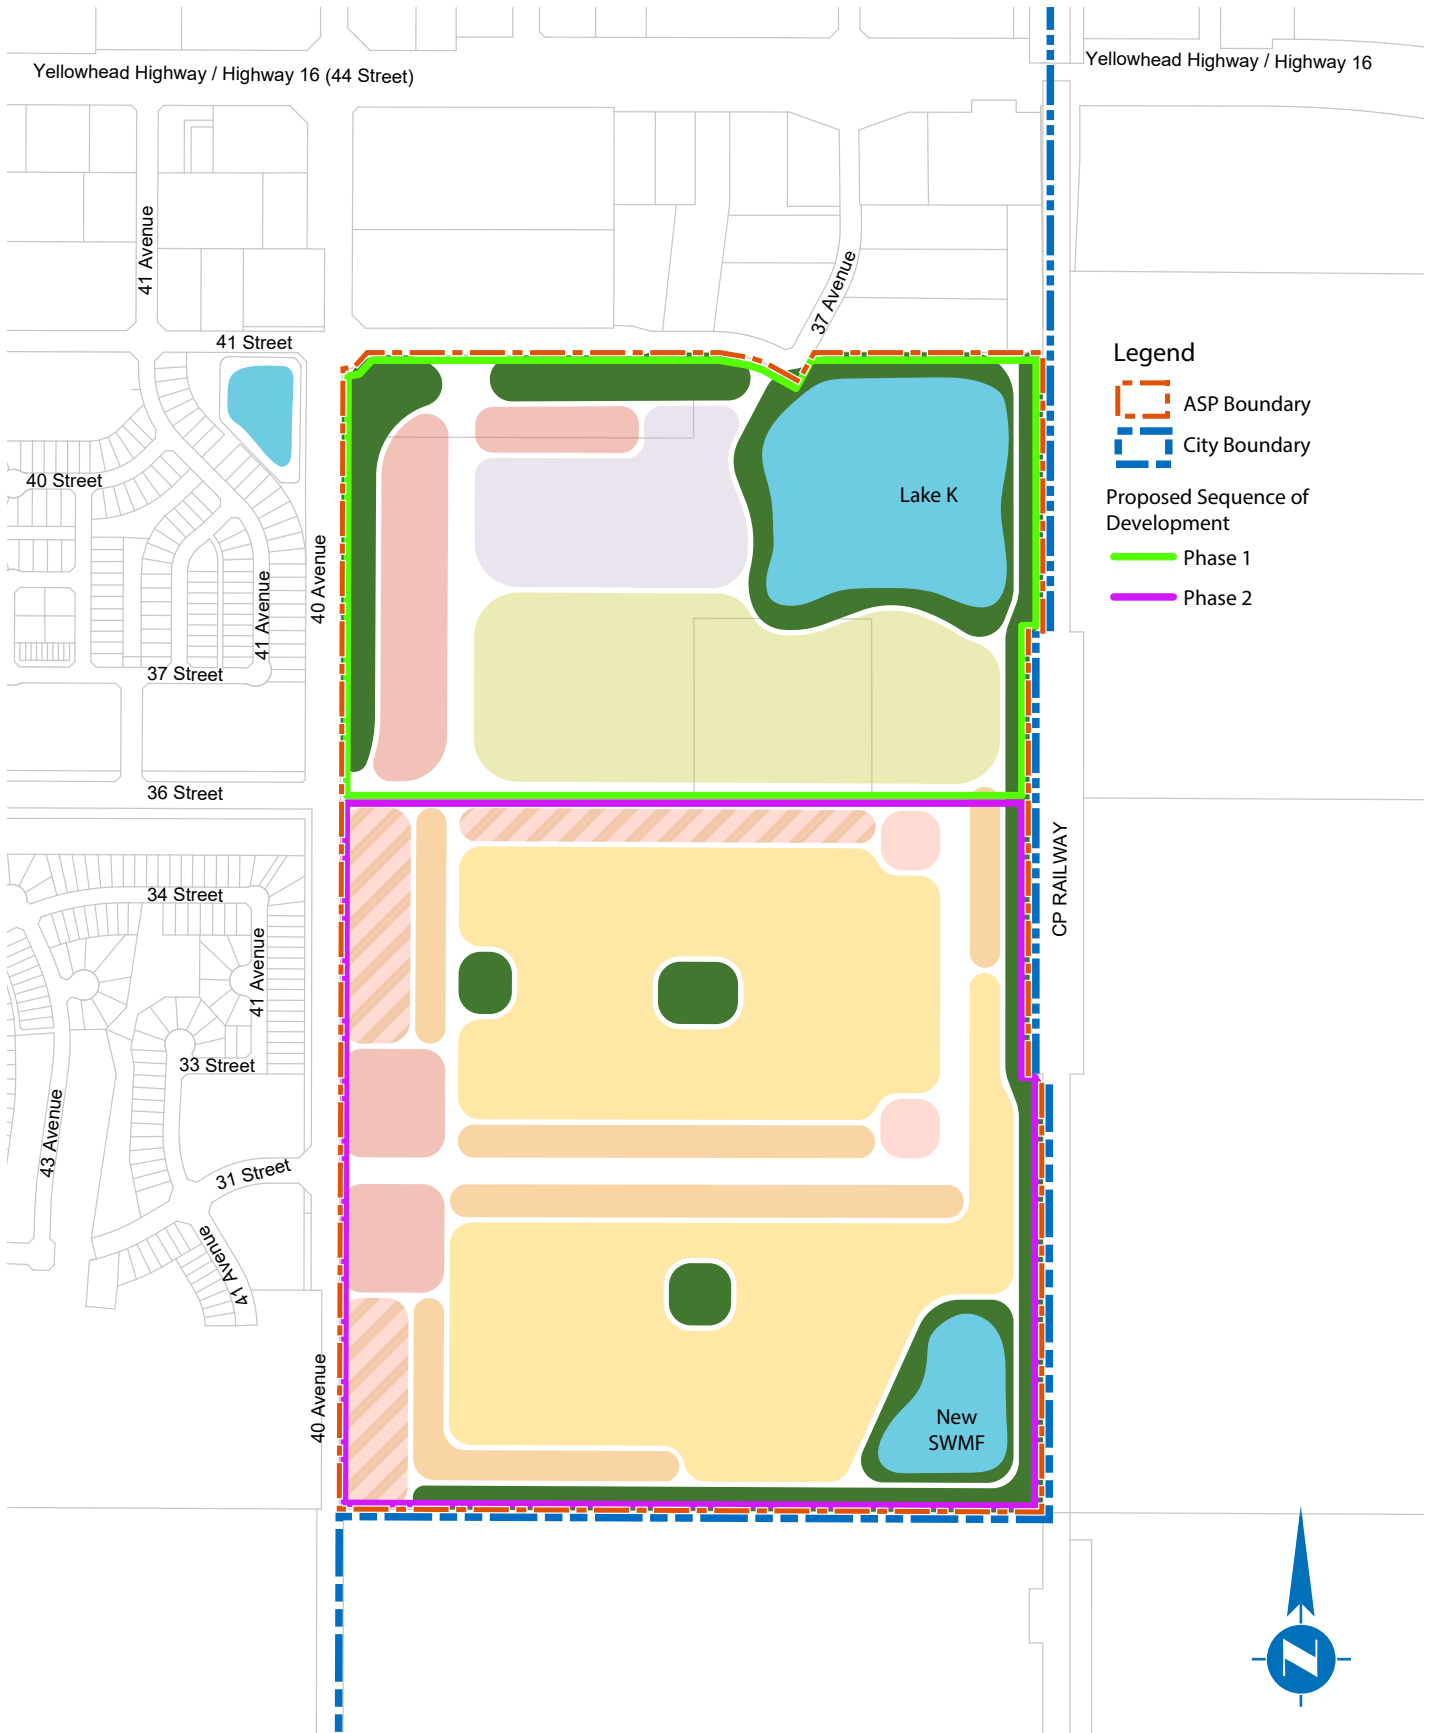 Yellowhead Highway / Highway 16 (44 Street)
Yellowhead Highway / Highway 16
41 Avenue
37 Avenue
41 Street
Legend
ASP Boundary
City Boundary
Proposed Sequence of
Development
Phase 1
Phase 2
40 Street
Lake K
40 Avenue
41 Avenue
37 Street
36 Street
CP RAILWAY
34 Street
41 Avenue
33 Street
43 Avenue
31 Street
41 Avenue
40 Avenue
New
SWMF
N